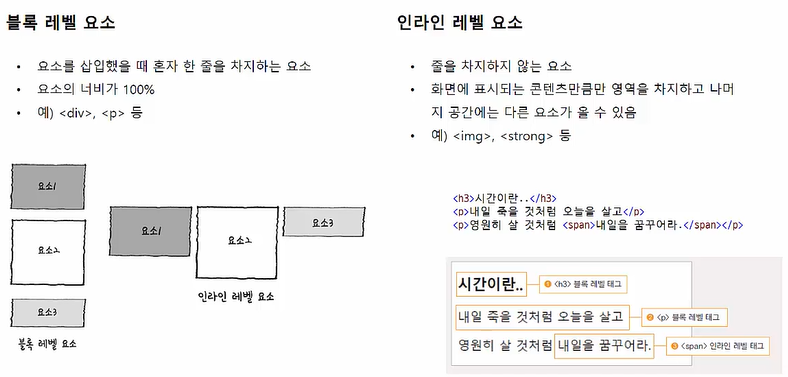 블록 레벨 요소
• 요소를 삽입했을 때 혼자 한 줄을 차지하는 요소
• 요소의 너비가 100%
• 예) <div>, <p> 등
요소1
요소2
요소3
블록 레벨 요소
요소1
요소2
요소3
인라인 레벨 요소
인라인 레벨 요소
• 줄을 차지하지 않는 요소
• 화면에 표시되는 콘텐츠만큼만 영역을 차지하고 나머
지 공간에는 다른 요소가 올 수 있음
• 예) <img>, <strong> 등
<h3>시간이란..</h3>
<p>내일 죽을 것처럼 오늘을 살고</p>
<p>영원히 살 것처럼 <span>내일을 꿈꾸어라.</span></p>
시간이란.. 1 <h3> 블록 레벨 태그
내일 죽을 것처럼 오늘을 살고 2 <p> 블록 레벨 태그
영원히 살 것처럼 내일을 꿈꾸어라. 3 <span> 인라인 레벨 태그